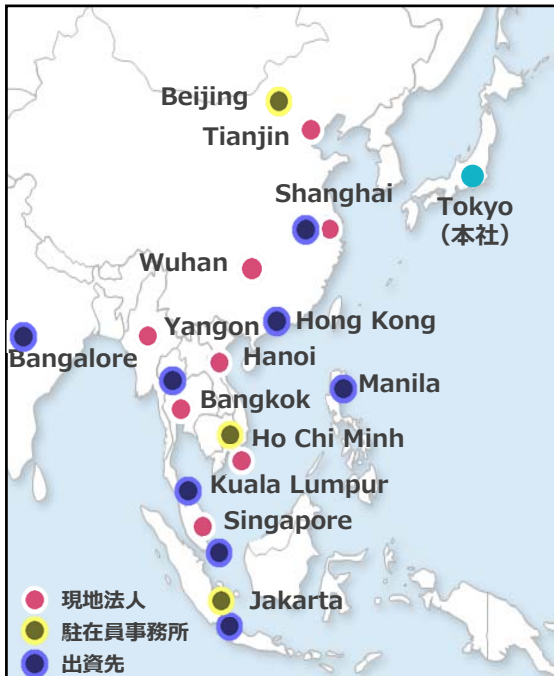 Beijing
Tianjin
Shanghai
Tokyo
（本社）
Wuhan
Yangon
Hong Kong
Bangalore
Hanoi
Manila
Bangkok
Ho Chi Minh
Kuala Lumpur
Singapore
Jakarta
現地法人
駐在員事務所
出資先